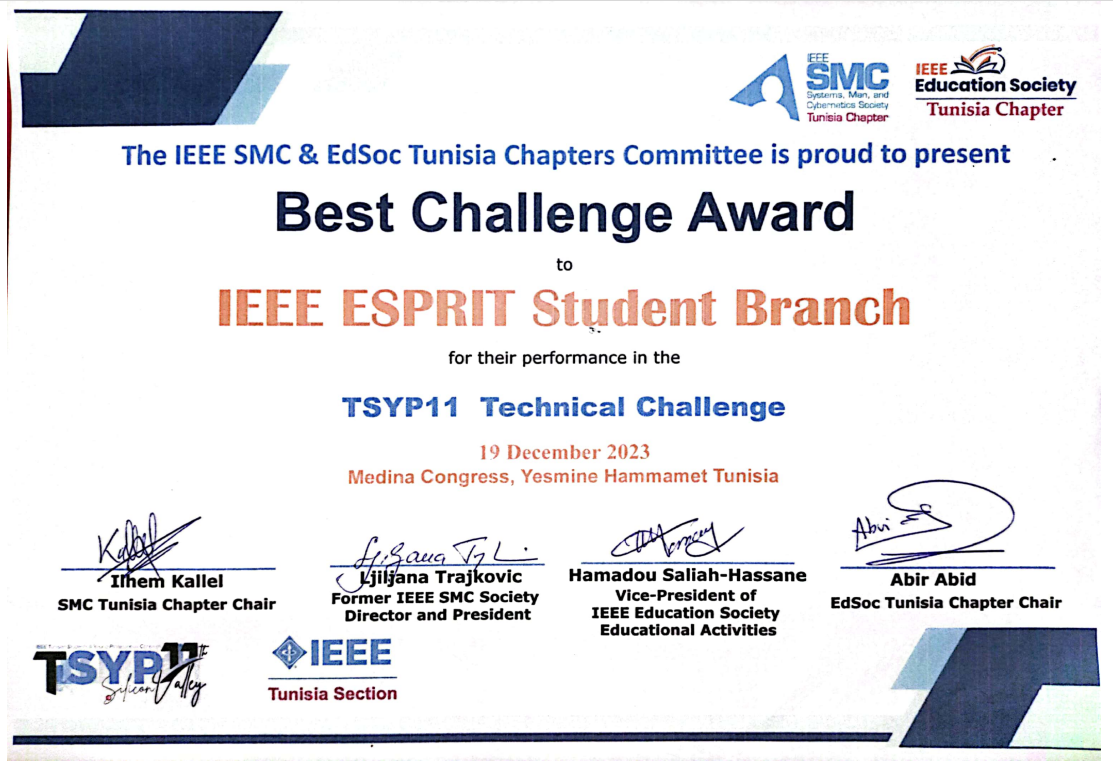 IEEE
SMC
Systems, Man, and
Cybernetics Society
Tunisia Chapter
IEEE
Education Society
Tunisia Chapter
The IEEE SMC & EdSoc Tunisia Chapters Committee is proud to present
Best Challenge Award
to
IEEE ESPRIT Student Branch
for their performance in the
TSYP11 Technical Challenge
19 December 2023
Medina Congress, Yesmine Hammamet Tunisia
Ilhem Kallel
SMC Tunisia Chapter Chair
Ljiljana Trajkovic
Former IEEE SMC Society
Director and President
Hamadou Saliah-Hassane
Vice-President of
IEEE Education Society
Educational Activities
Abir Abid
EdSoc Tunisia Chapter Chair
TSYP11th
Silicon Valley
IEEE
Tunisia Section